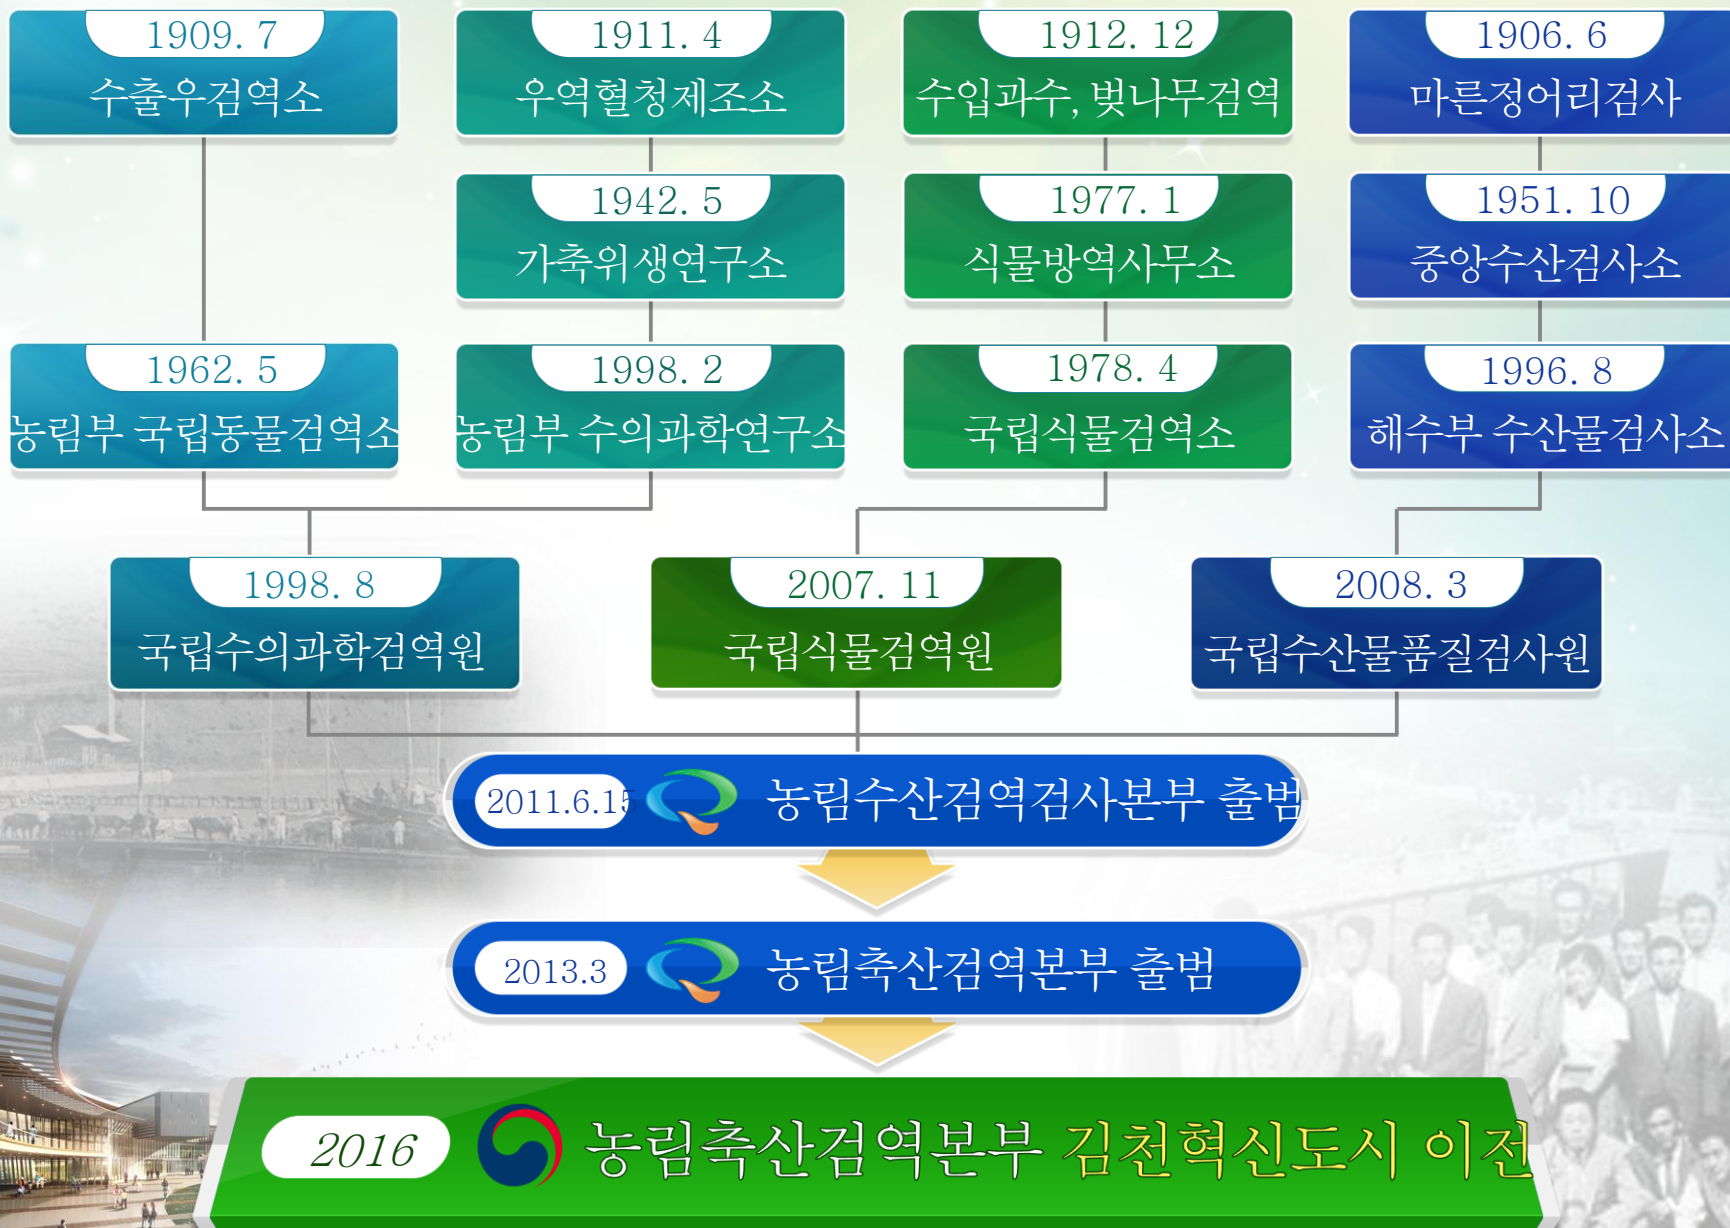 1909. 7
수출우검역소
1911. 4
우역혈청제조소
1912. 12
수입과수, 벚나무검역
1906. 6
마른정어리검사
1942. 5
가축위생연구소
1977. 1
식물방역사무소
1951. 10
중앙수산검사소
1962. 5
농림부 국립동물검역소
1998. 2
농림부 수의과학연구소
1978. 4
국립식물검역소
1996. 8
해수부 수산물검사소
1998. 8
국립수의과학검역원
2007. 11
국립식물검역원
2008. 3
국립수산물품질검사원
2011.6.15 농림수산검역검사본부 출범
2013.3 농림축산검역본부 출범
2016 농림축산검역본부 김천혁신도시 이전